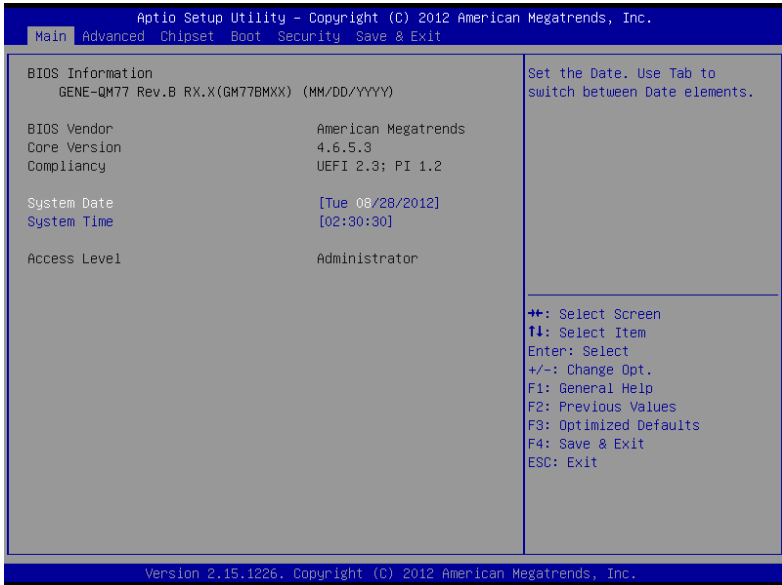 Aptio Setup Utility – Copyright (C) 2012 American Megatrends, Inc.
Main Advanced Chipset Boot Security Save & Exit
BIOS Information
GENE-QM77 Rev.B RX.X(GM77BMXX) (MM/DD/YYYY)
BIOS Vendor American Megatrends
Core Version 4.6.5.3
Compliancy UEFI 2.3; PI 1.2
System Date [Tue 08/28/2012]
System Time [02:30:30]
Access Level Administrator
Set the Date. Use Tab to
switch between Date elements.
→←: Select Screen
↑↓: Select Item
Enter: Select
+/-: Change Opt.
F1: General Help
F2: Previous Values
F3: Optimized Defaults
F4: Save & Exit
ESC: Exit
Version 2.15.1226. Copyright (C) 2012 American Megatrends, Inc.